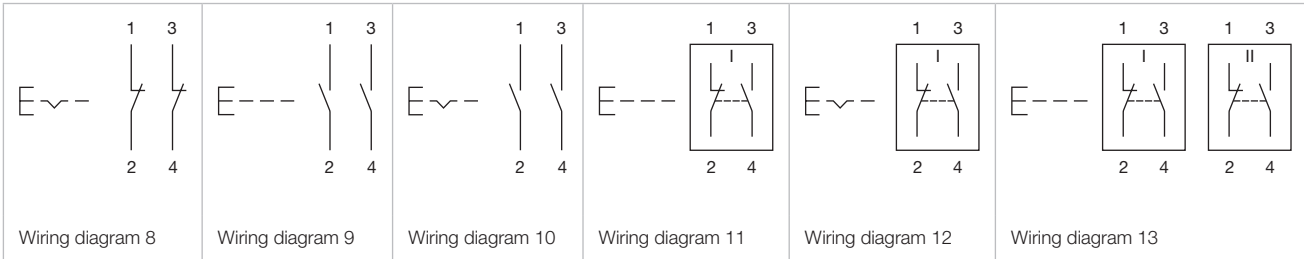 1 3
2 4
Wiring diagram 8
1 3
2 4
Wiring diagram 9
1 3
2 4
Wiring diagram 10
1 3
I
2 4
Wiring diagram 11
1 3
I
2 4
Wiring diagram 12
1 3 1 3
I II
2 4 2 4
Wiring diagram 13